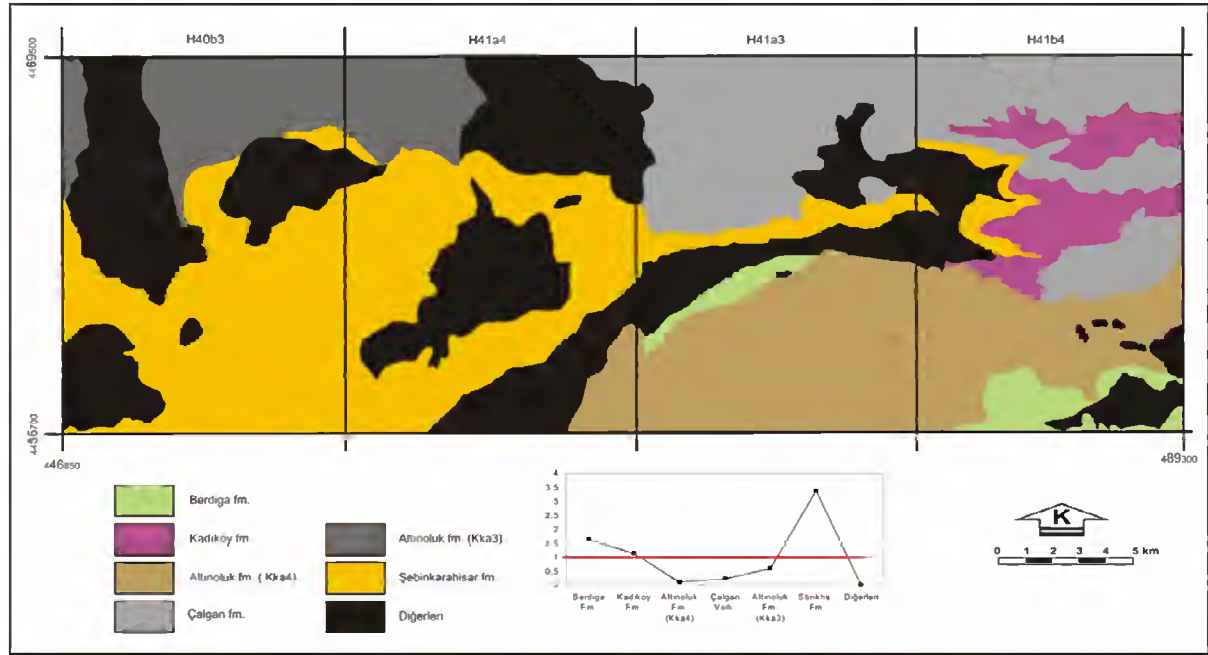 H40b3 H41a4 H41a3 H41b4
4469500
4455700
446850 489300
Berdiga fm.
Kadıköy fm
Altınoluk fm. ( Kka4)
Çalgan fm.
Altınoluk fm. (Kka3)
Şebinkarahisar fm.
Diğerleri
4
3.5
3
2.5
2
1.5
1
0.5
Berdiga Fm
Kadıköy Fm
Altınoluk Fm (Kka4)
Çalgan Volk
Altınoluk Fm (Kka3)
Diğerleri
K
0 1 2 3 4 5 km